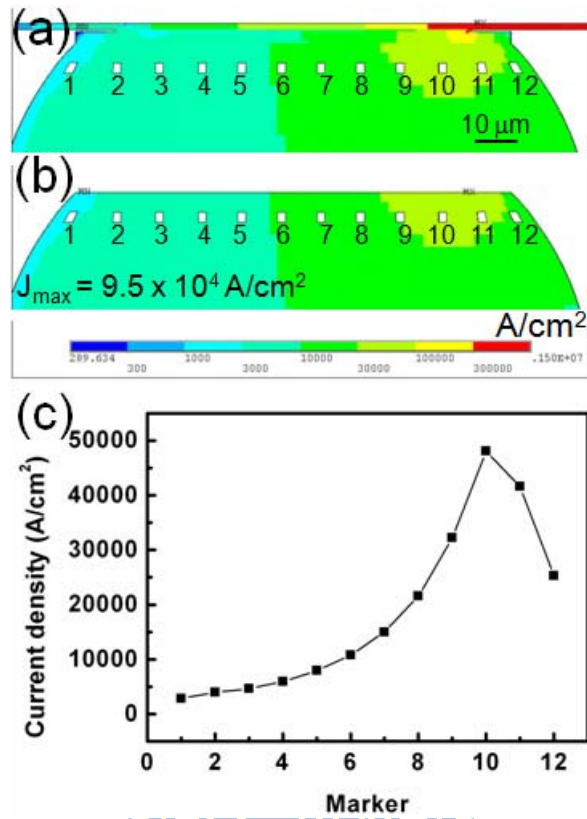 (a)
1 2 3 4 5 6 7 8 9 10 11 12
10 µm
(b)
1 2 3 4 5 6 7 8 9 10 11 12
Jmax = 9.5 x 10⁴ A/cm²
A/cm²
209.634 1000 10000 100000 .150E+07
300 3000 30000 300000
(c)
50000
40000
30000
20000
10000
0
Current density (A/cm²)
0 2 4 6 8 10 12
Marker